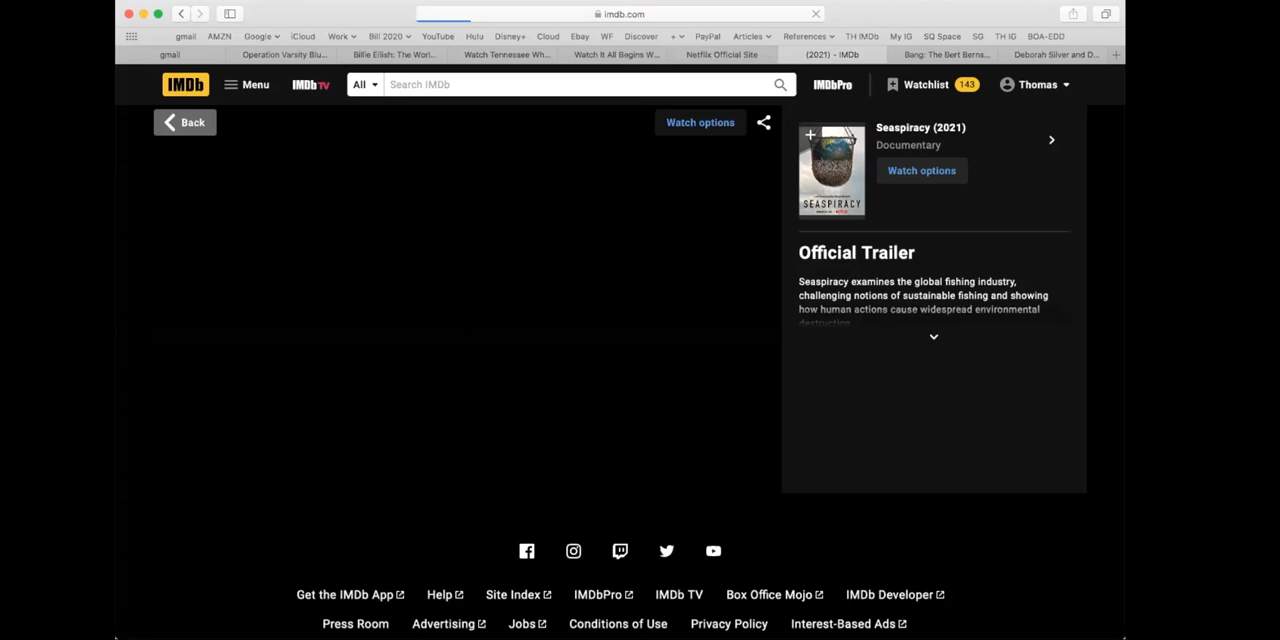 imdb.com
gmail AMZN Google iCloud Work Bill 2020 YouTube Hulu Disney+ Cloud Ebay WF Discover + PayPal Articles References TH IMDb My IG SQ Space SG TH IG BOA-EDD
gmail Operation Varsity Blu... Billie Eilish: The Worl... Watch Tennessee Wh... Watch It All Begins W... Netflix Official Site (2021) - IMDb Bang: The Bert Berns... Deborah Silver and D...
IMDb Menu IMDb TV All Search IMDb IMDbPro Watchlist 143 Thomas
Back Watch options
Seaspiracy (2021)
Documentary
Watch options
SEASPIRACY
NETFLIX
Official Trailer
Seaspiracy examines the global fishing industry,
challenging notions of sustainable fishing and showing
how human actions cause widespread environmental
destruction.
Get the IMDb App Help Site Index IMDbPro IMDb TV Box Office Mojo IMDb Developer
Press Room Advertising Jobs Conditions of Use Privacy Policy Interest-Based Ads